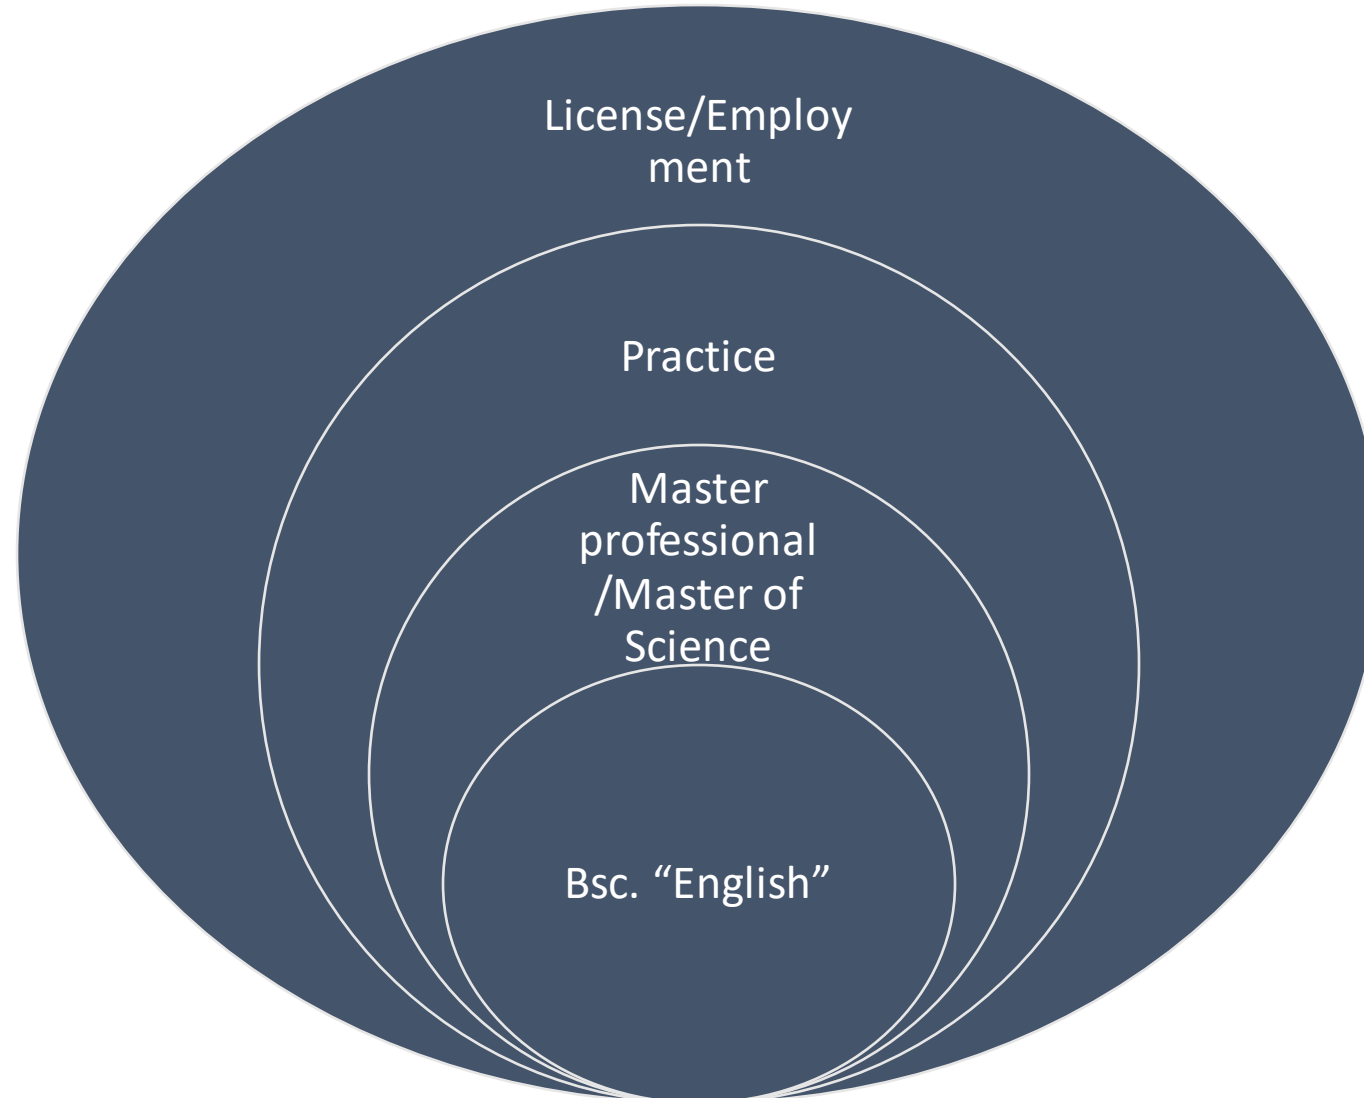 License/Employ
ment
Practice
Master
professional
/Master of
Science
Bsc. “English”